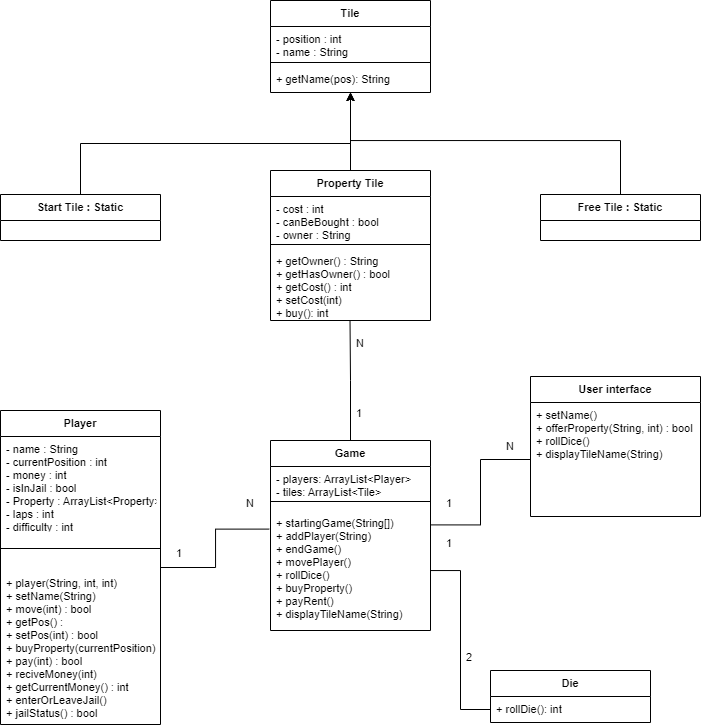 Tile
- position : int
- name : String
+ getName(pos): String
Start Tile : Static
Property Tile
- cost : int
- canBeBought : bool
- owner : String
+ getOwner() : String
+ getHasOwner() : bool
+ getCost() : int
+ setCost(int)
+ buy(): int
Free Tile : Static
N
1
User interface
+ setName()
+ offerProperty(String, int) : bool
+ rollDice()
+ displayTileName(String)
Player
- name : String
- currentPosition : int
- money : int
- isInJail : bool
- Property : ArrayList<Property>
- laps : int
- difficulty : int
+ player(String, int, int)
+ setName(String)
+ move(int) : bool
+ getPos() :
+ setPos(int) : bool
+ buyProperty(currentPosition)
+ pay(int) : bool
+ reciveMoney(int)
+ getCurrentMoney() : int
+ enterOrLeaveJail()
+ jailStatus() : bool
N
1
Game
- players: ArrayList<Player>
- tiles: ArrayList<Tile>
+ startingGame(String[])
+ addPlayer(String)
+ endGame()
+ movePlayer()
+ rollDice()
+ buyProperty()
+ payRent()
+ displayTileName(String)
N
1
1
2
Die
+ rollDie(): int